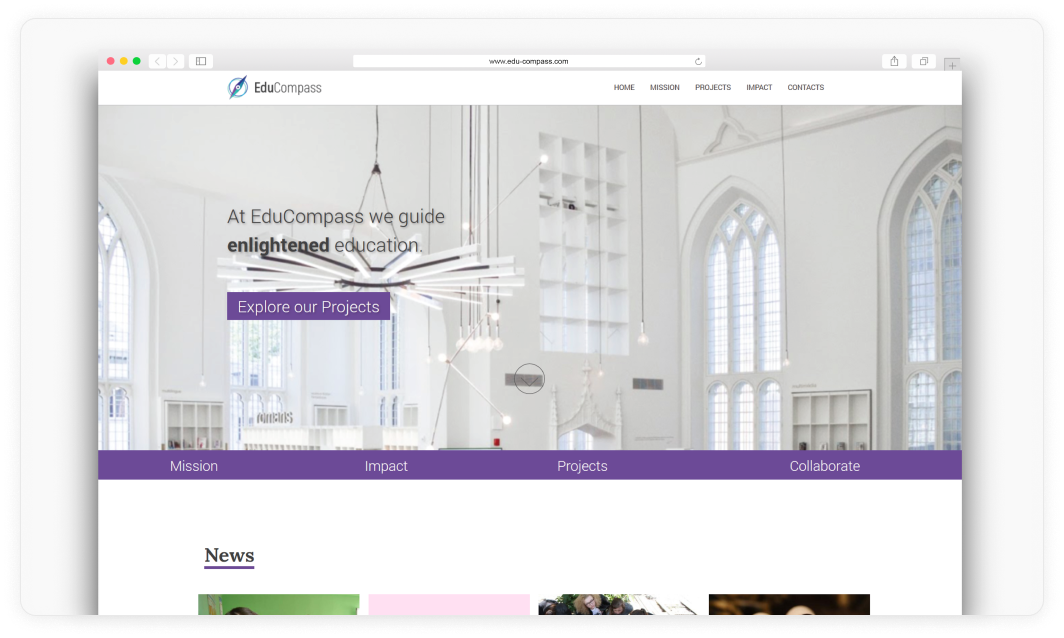 www.edu-compass.com
EduCompass
HOME MISSION PROJECTS IMPACT CONTACTS
At EduCompass we guide
enlightened education.
Explore our Projects
romans
Mission Impact Projects Collaborate
News